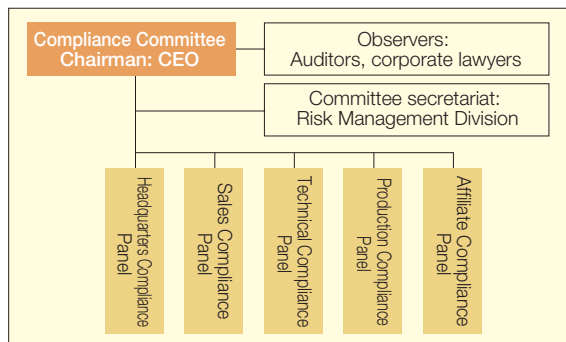 Compliance Committee
Chairman: CEO
Observers:
Auditors, corporate lawyers
Committee secretariat:
Risk Management Division
Headquarters Compliance
Panel
Sales Compliance
Panel
Technical Compliance
Panel
Production Compliance
Panel
Affiliate Compliance
Panel